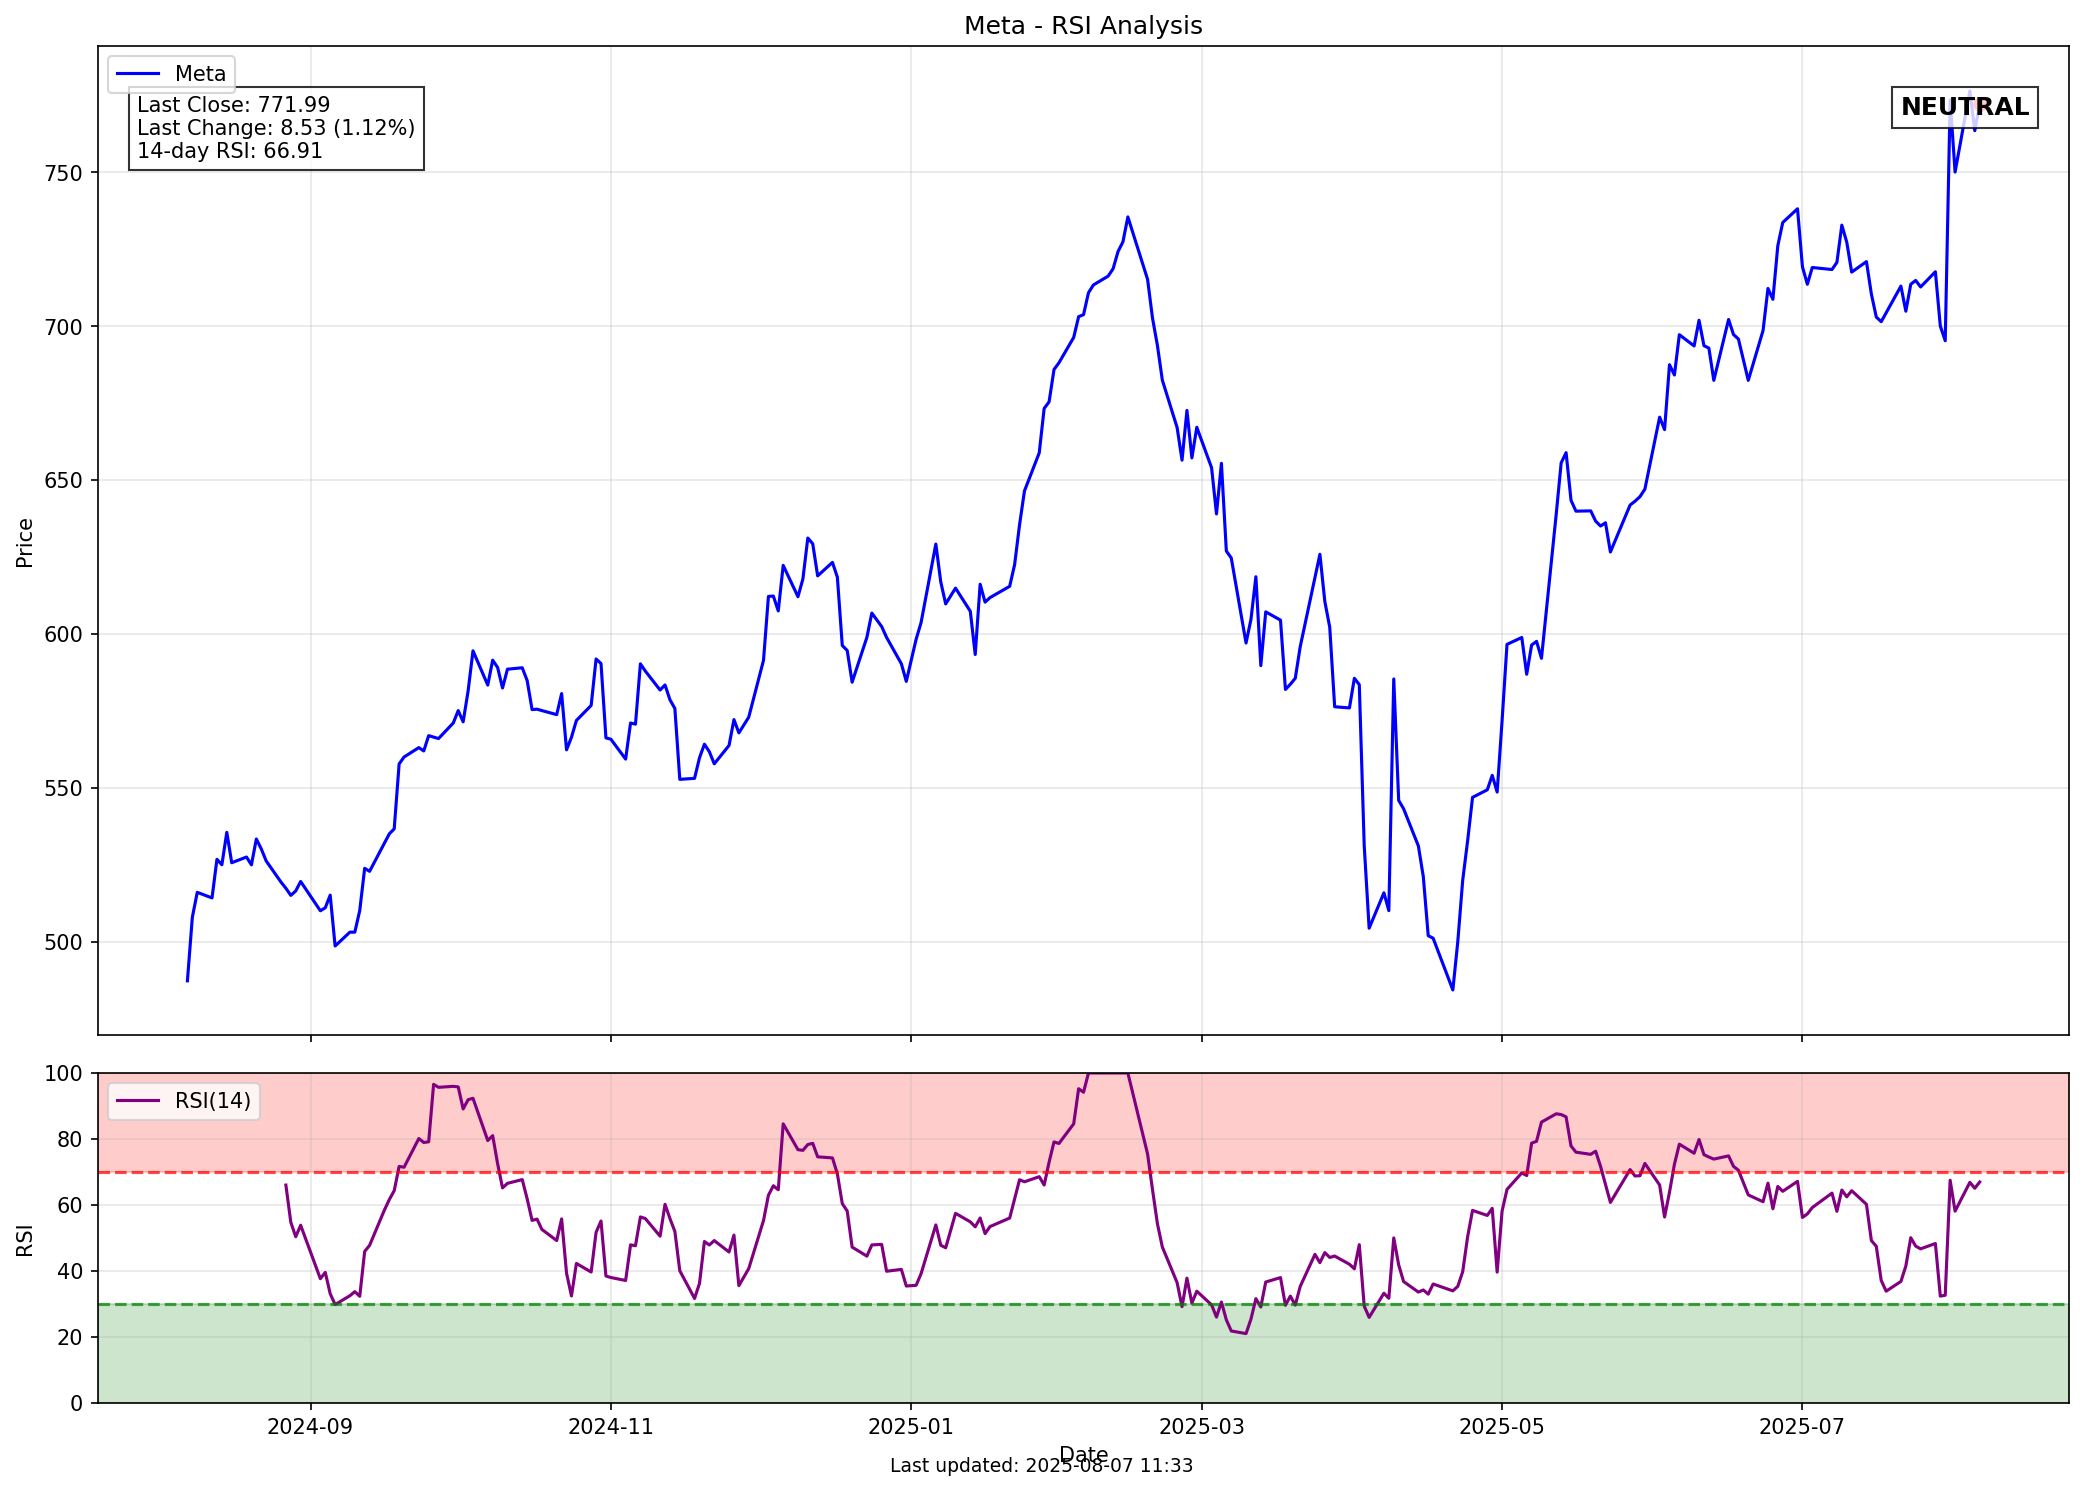 Meta - RSI Analysis
Meta
Last Close: 771.99
Last Change: 8.53 (1.12%)
14-day RSI: 66.91
NEUTRAL
750
700
650
600
550
500
Price
100
80
60
40
20
0
RSI
RSI(14)
2024-09
2024-11
2025-01
2025-03
2025-05
2025-07
Date
Last updated: 2025-08-07 11:33